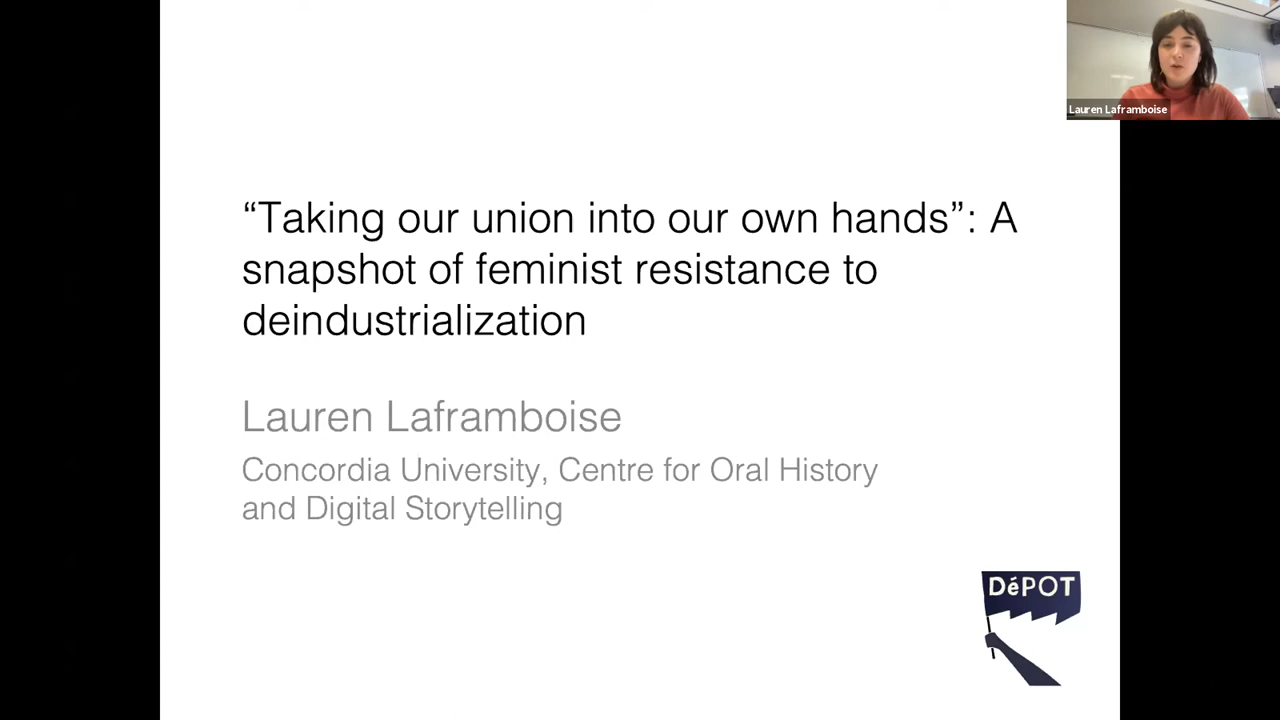 Lauren Laframboise
“Taking our union into our own hands”: A
snapshot of feminist resistance to
deindustrialization
Lauren Laframboise
Concordia University, Centre for Oral History
and Digital Storytelling
DéPOT